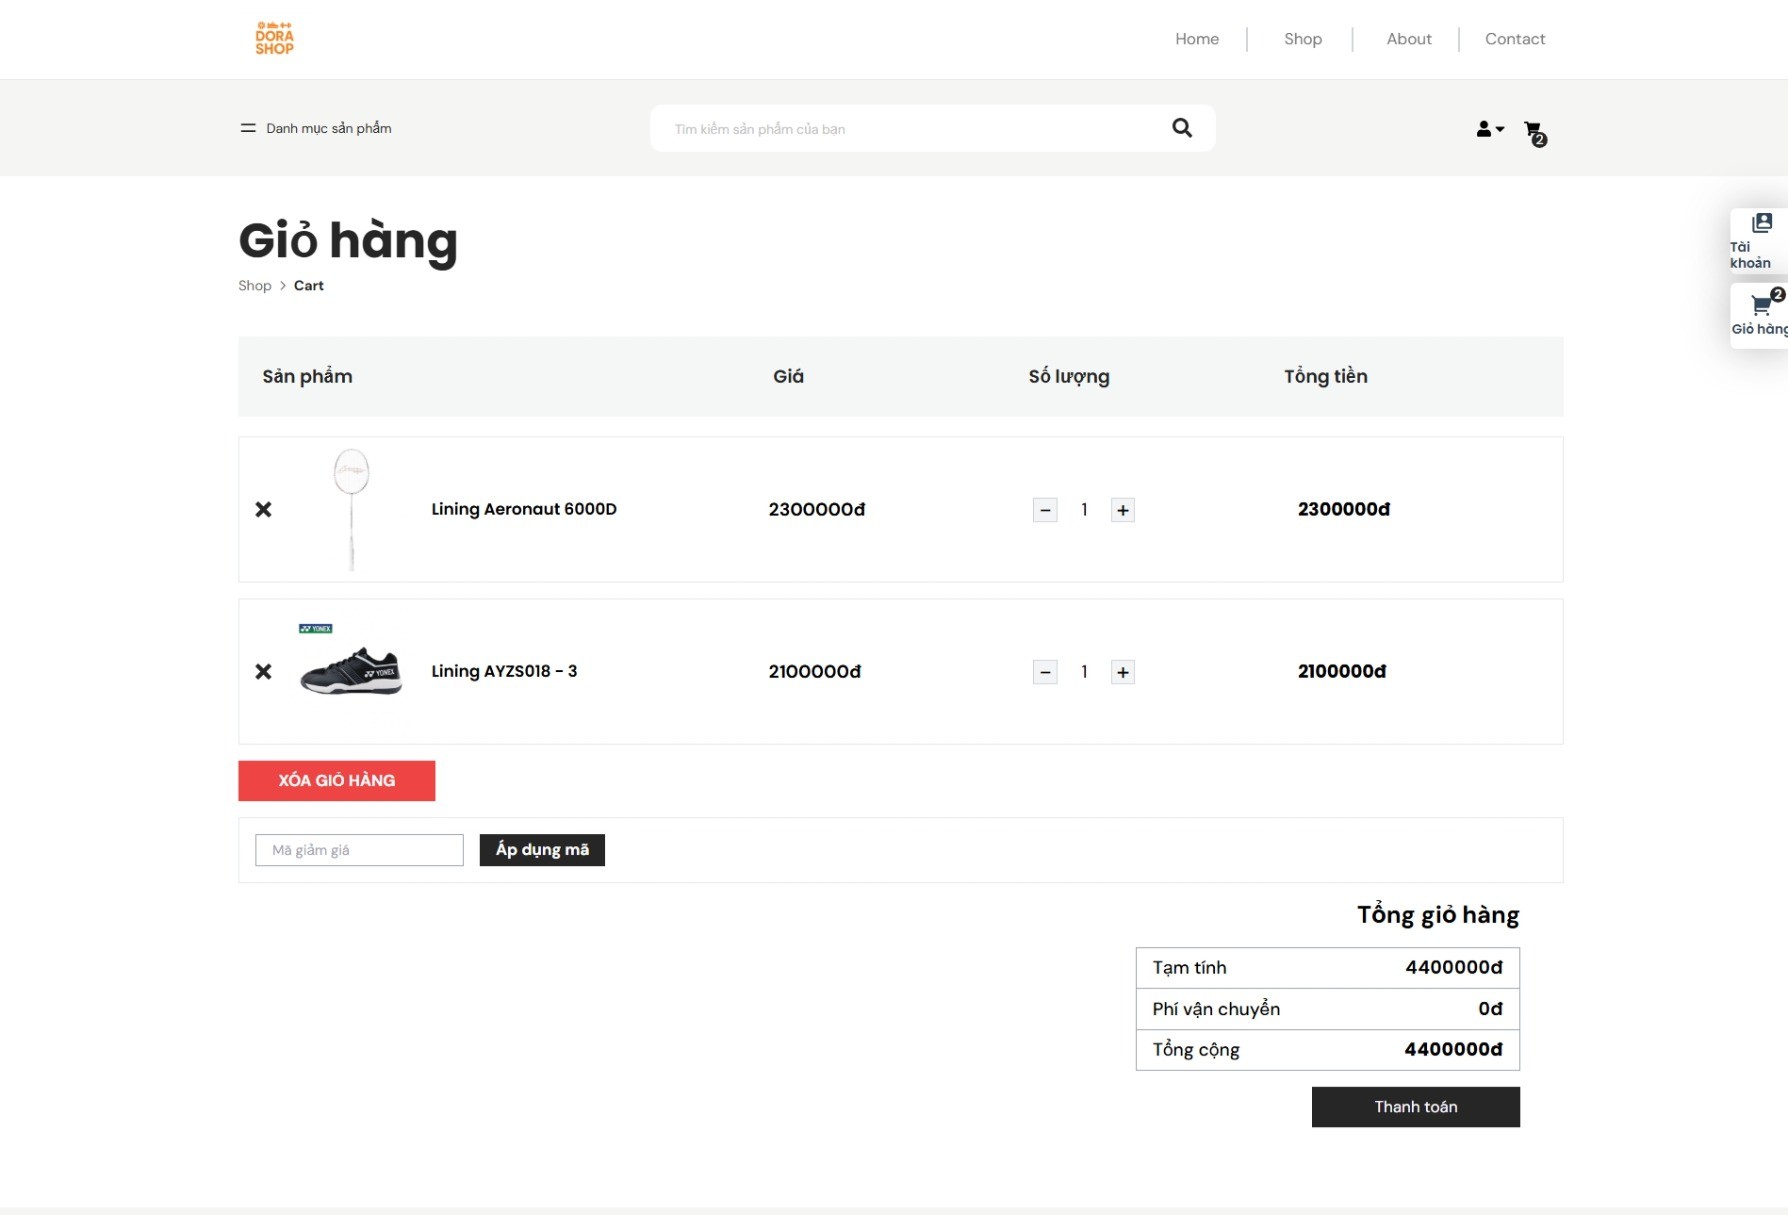 DORA
SHOP
Home
Shop
About
Contact
Danh mục sản phẩm
Tìm kiếm sản phẩm của bạn
2
Giỏ hàng
Shop > Cart
Tài
khoản
2
Giỏ hàng
Sản phẩm Giá Số lượng Tổng tiền
Lining Aeronaut 6000D 2300000đ − 1 + 2300000đ
YONEX
YONEX
Lining AYZS018 - 3 2100000đ − 1 + 2100000đ
XÓA GIỎ HÀNG
Mã giảm giá
Áp dụng mã
Tổng giỏ hàng
Tạm tính 4400000đ
Phí vận chuyển 0đ
Tổng cộng 4400000đ
Thanh toán